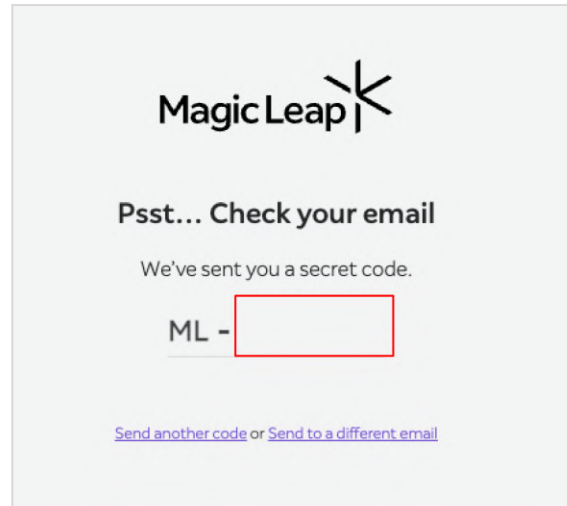 Magic Leap
Psst... Check your email
We've sent you a secret code.
ML -
Send another code or Send to a different email